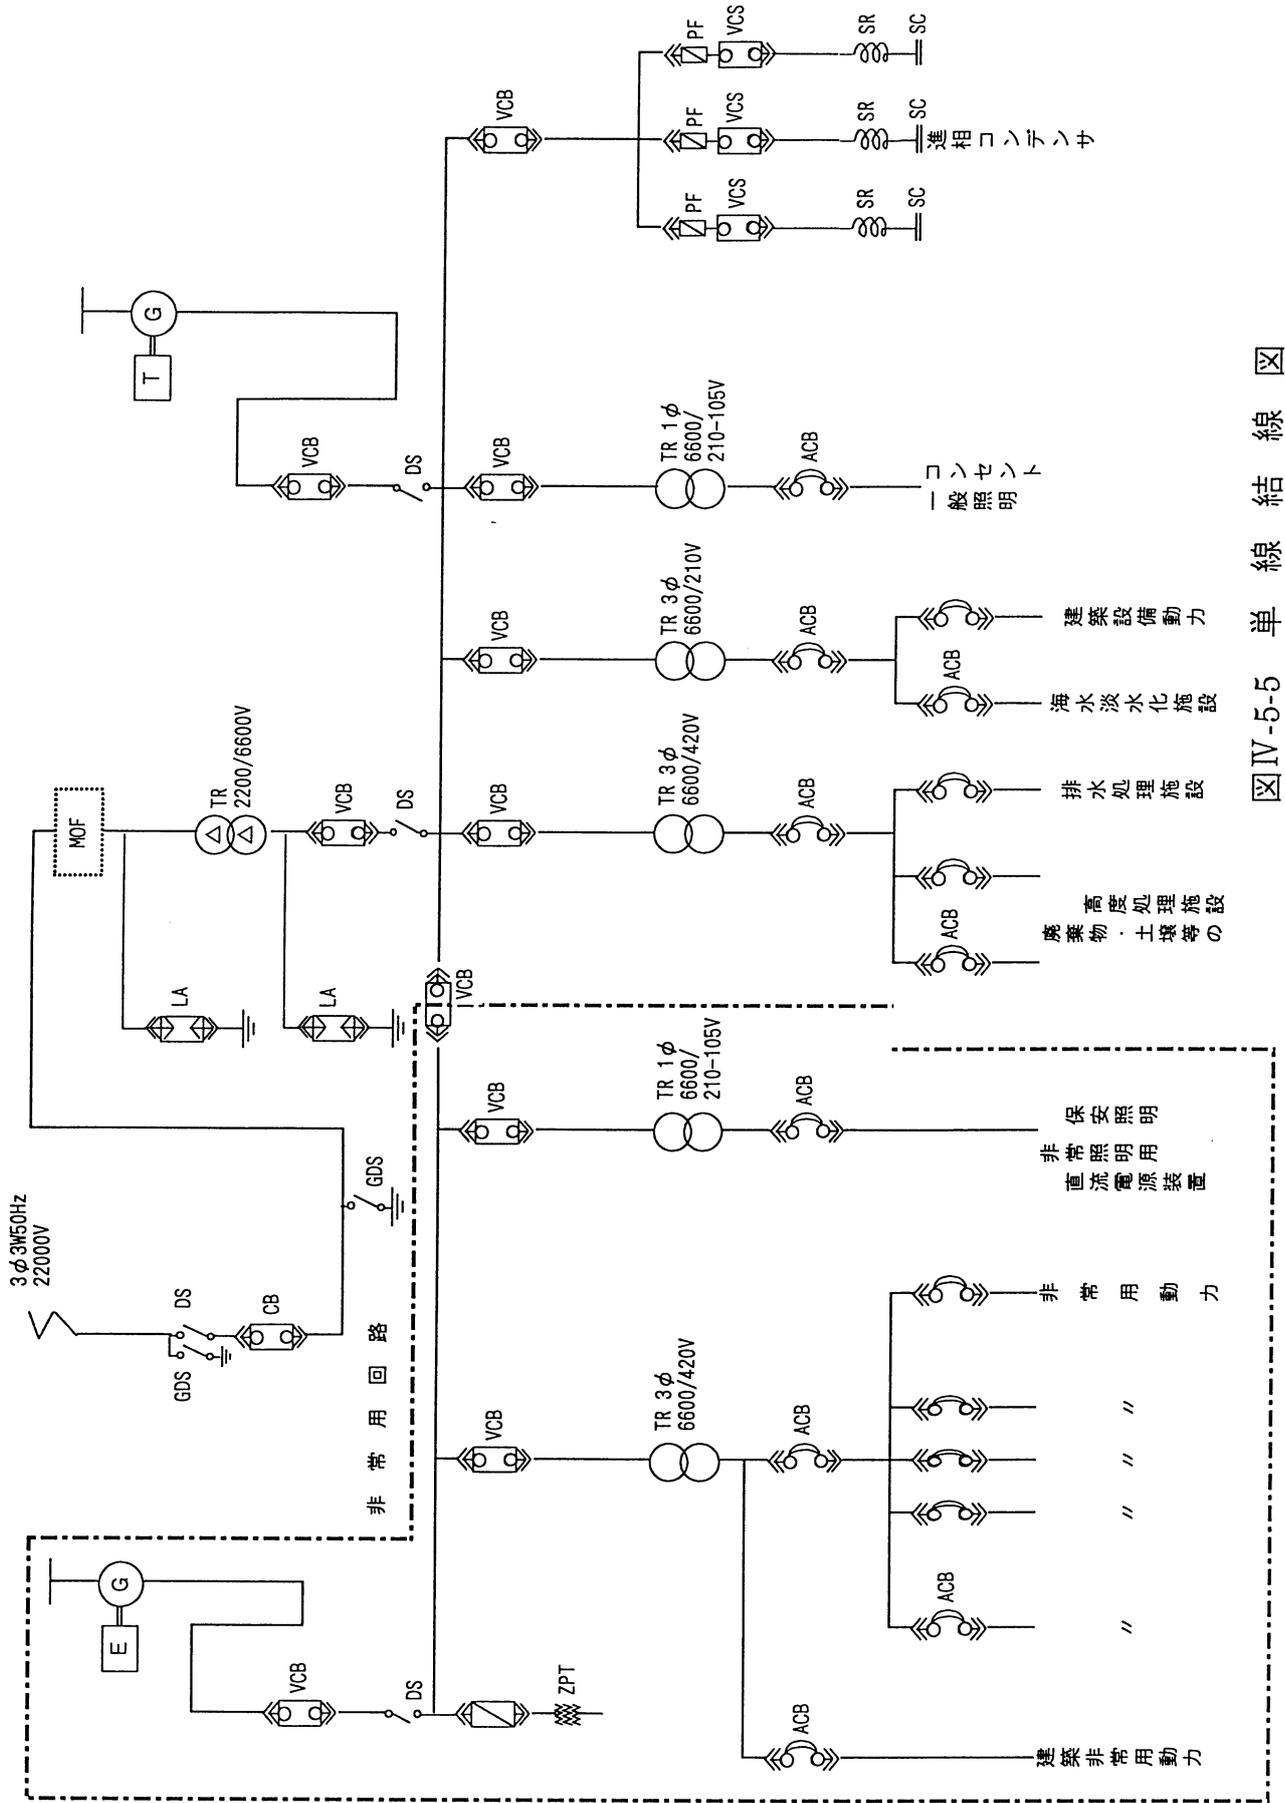 3φ3W50Hz
22000V
GDS
DS
CB
GDS
MOF
LA
TR
2200/6600V
LA
VCB
DS
T
G
VCB
DS
非常用回路
E
G
VCB
DS
ZPT
VCB
TR 3φ
6600/420V
ACB
ACB
建築非常用動力
ACB
〃
〃
〃
〃
非常用動力
VCB
TR 1φ
6600/
210-105V
ACB
保安照明
非常照明用
直流電源装置
VCB
VCB
TR 3φ
6600/420V
ACB
ACB
廃棄物・土壌等の
高度処理施設
排水処理施設
VCB
TR 3φ
6600/210V
ACB
ACB
海水淡水化施設
建築設備動力
VCB
TR 1φ
6600/
210-105V
ACB
一般照明
コンセント
VCB
PF
VCS
SR
SC
PF
VCS
SR
SC
PF
VCS
SR
SC
進相コンデンサ
図Ⅳ-5-5 単線結線図